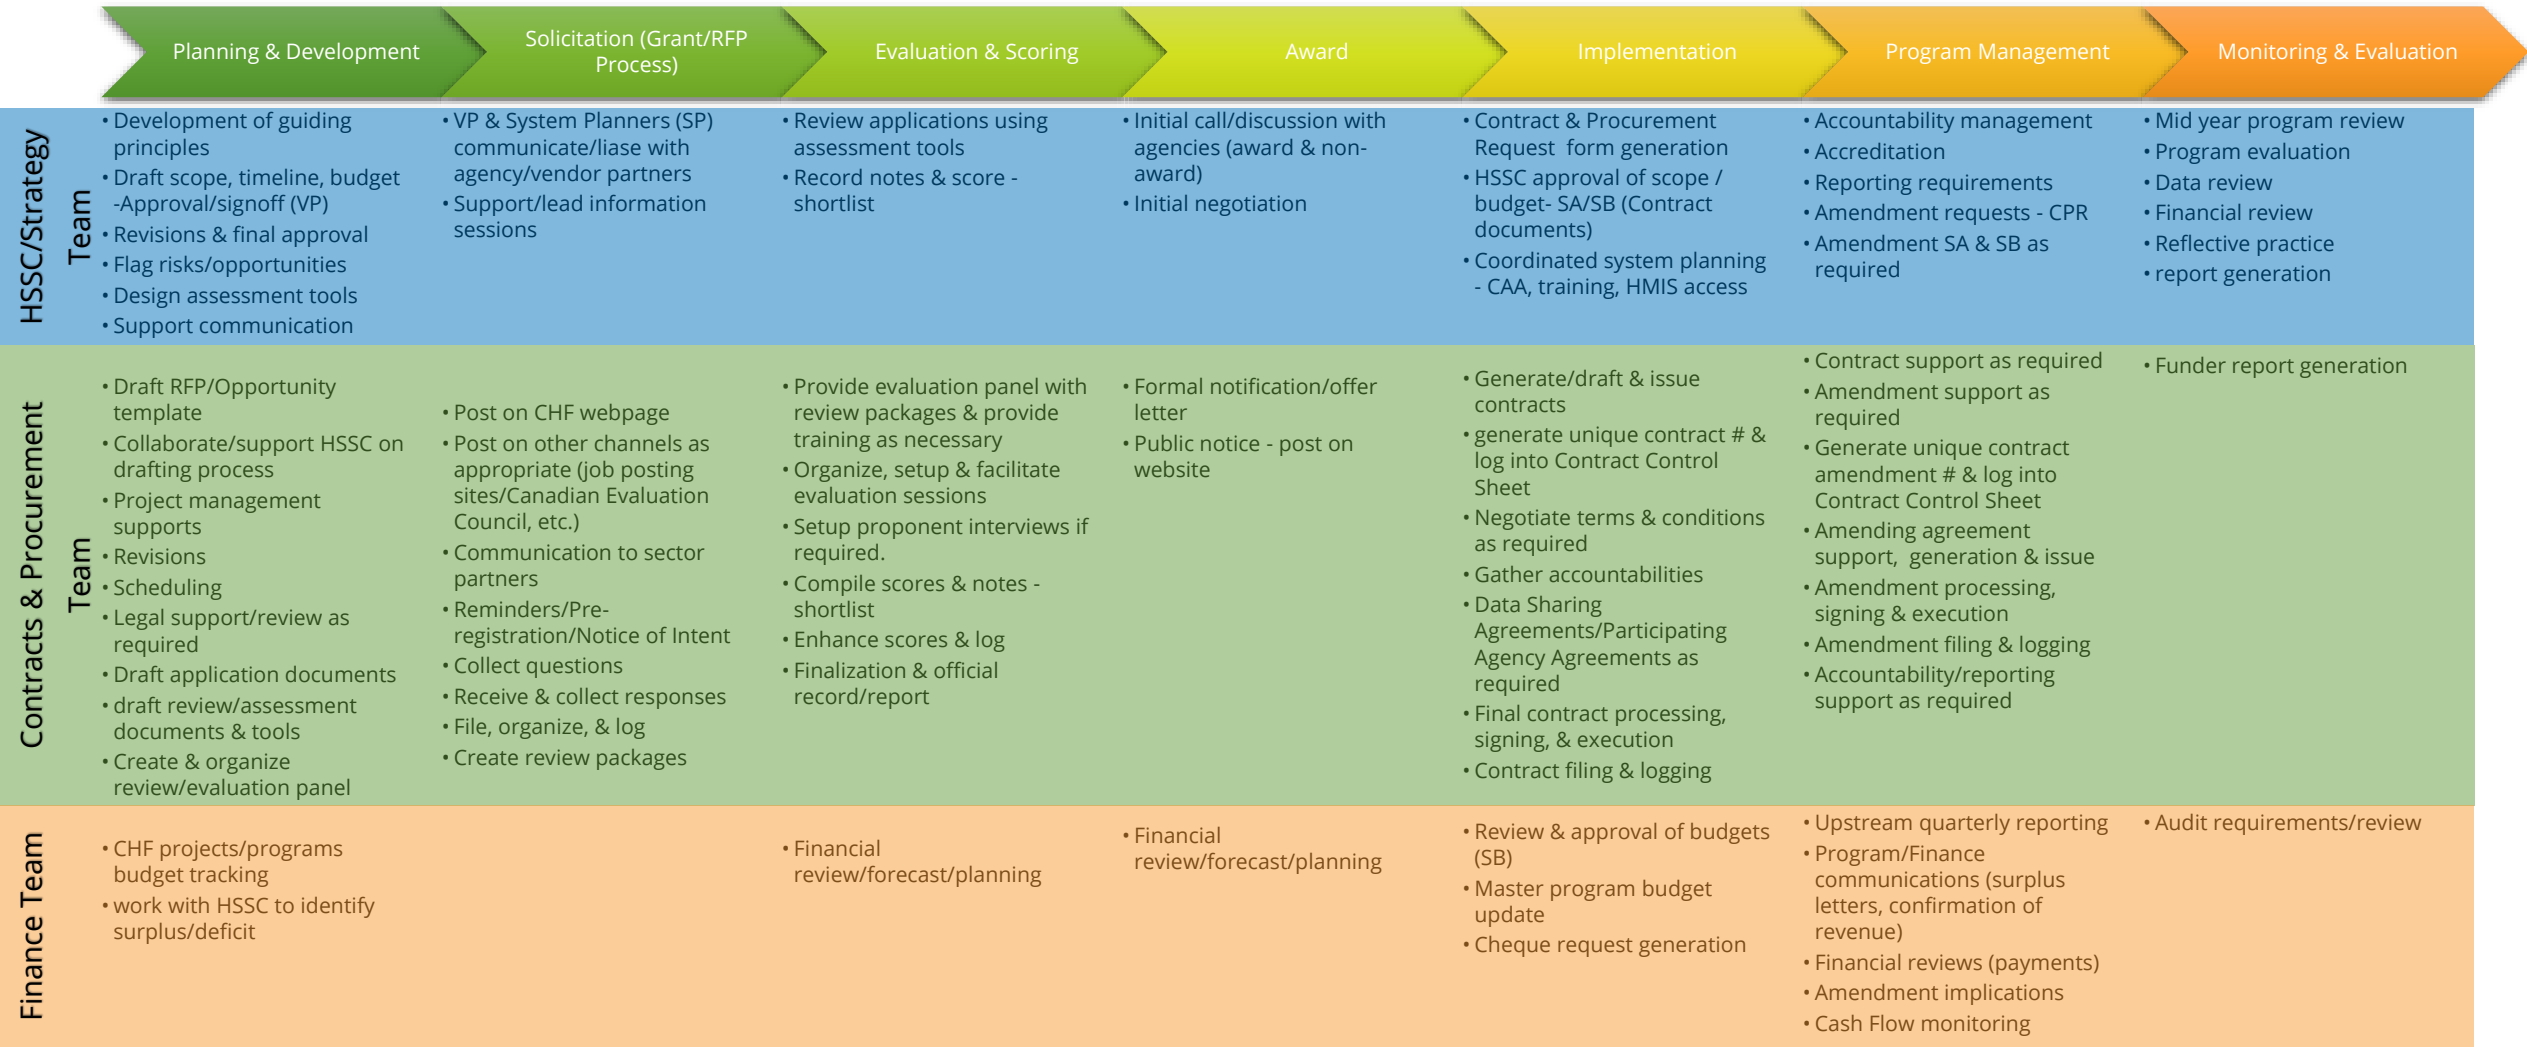 Planning & Development
Solicitation (Grant/RFP
Process)
Evaluation & Scoring
Award
Implementation
Program Management
Monitoring & Evaluation
HSSC/Strategy
Team
• Development of guiding
principles
• Draft scope, timeline, budget
-Approval/signoff (VP)
• Revisions & final approval
• Flag risks/opportunities
• Design assessment tools
• Support communication
• VP & System Planners (SP)
communicate/liase with
agency/vendor partners
• Support/lead information
sessions
• Review applications using
assessment tools
• Record notes & score -
shortlist
• Initial call/discussion with
agencies (award & non-
award)
• Initial negotiation
• Contract & Procurement
Request form generation
• HSSC approval of scope /
budget- SA/SB (Contract
documents)
• Coordinated system planning
- CAA, training, HMIS access
• Accountability management
• Accreditation
• Reporting requirements
• Amendment requests - CPR
• Amendment SA & SB as
required
• Mid year program review
• Program evaluation
• Data review
• Financial review
• Reflective practice
• report generation
Contracts & Procurement
Team
• Draft RFP/Opportunity
template
• Collaborate/support HSSC on
drafting process
• Project management
supports
• Revisions
• Scheduling
• Legal support/review as
required
• Draft application documents
• draft review/assessment
documents & tools
• Create & organize
review/evaluation panel
• Post on CHF webpage
• Post on other channels as
appropriate (job posting
sites/Canadian Evaluation
Council, etc.)
• Communication to sector
partners
• Reminders/Pre-
registration/Notice of Intent
• Collect questions
• Receive & collect responses
• File, organize, & log
• Create review packages
• Provide evaluation panel with
review packages & provide
training as necessary
• Organize, setup & facilitate
evaluation sessions
• Setup proponent interviews if
required.
• Compile scores & notes -
shortlist
• Enhance scores & log
• Finalization & official
record/report
• Formal notification/offer
letter
• Public notice - post on
website
• Generate/draft & issue
contracts
• generate unique contract # &
log into Contract Control
Sheet
• Negotiate terms & conditions
as required
• Gather accountabilities
• Data Sharing
Agreements/Participating
Agency Agreements as
required
• Final contract processing,
signing, & execution
• Contract filing & logging
• Contract support as required
• Amendment support as
required
• Generate unique contract
amendment # & log into
Contract Control Sheet
• Amending agreement
support, generation & issue
• Amendment processing,
signing & execution
• Amendment filing & logging
• Accountability/reporting
support as required
• Funder report generation
Finance Team
• CHF projects/programs
budget tracking
• work with HSSC to identify
surplus/deficit
• Financial
review/forecast/planning
• Financial
review/forecast/planning
• Review & approval of budgets
(SB)
• Master program budget
update
• Cheque request generation
• Upstream quarterly reporting
• Program/Finance
communications (surplus
letters, confirmation of
revenue)
• Financial reviews (payments)
• Amendment implications
• Cash Flow monitoring
• Audit requirements/review